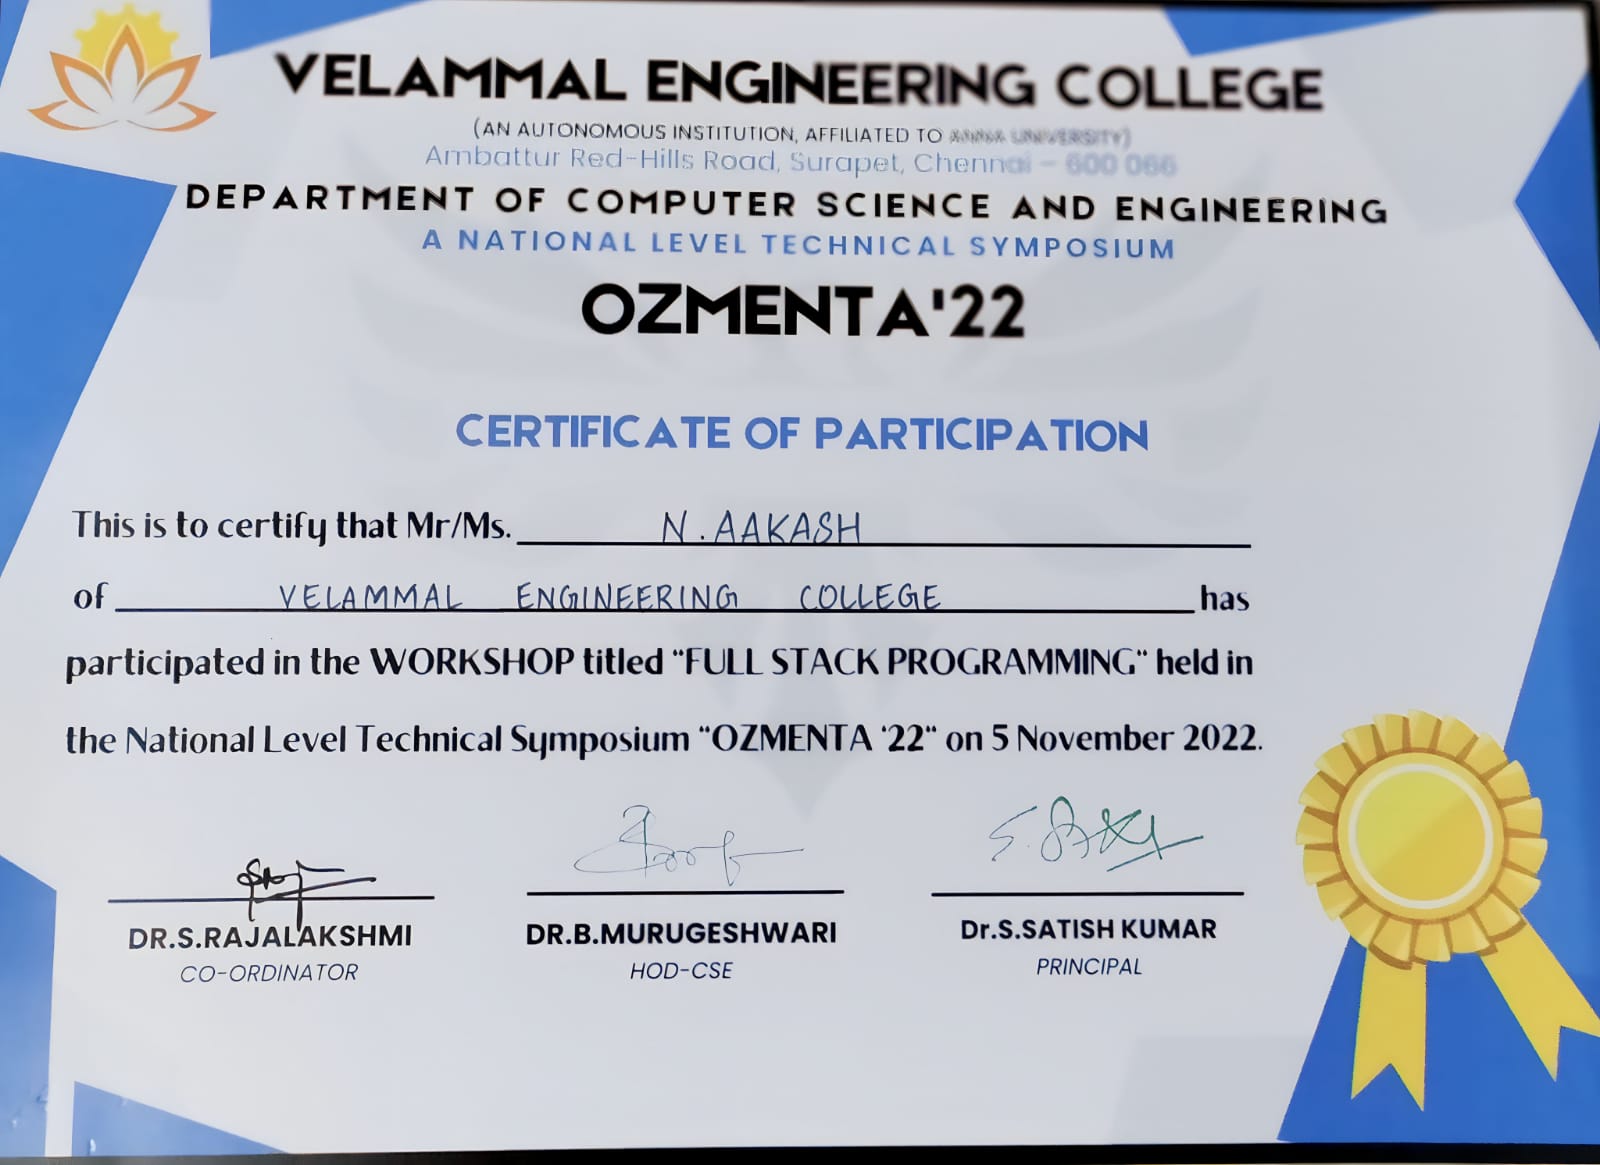 VELAMMAL ENGINEERING COLLEGE
(AN AUTONOMOUS INSTITUTION, AFFILIATED TO ANNA UNIVERSITY)
Ambattur Red-Hills Road, Surapet, Chennai - 600 066
DEPARTMENT OF COMPUTER SCIENCE AND ENGINEERING
A NATIONAL LEVEL TECHNICAL SYMPOSIUM
OZMENTA'22
CERTIFICATE OF PARTICIPATION
This is to certify that Mr/Ms. N. AAKASH
of VELAMMAL ENGINEERING COLLEGE has
participated in the WORKSHOP titled "FULL STACK PROGRAMMING" held in
the National Level Technical Symposium "OZMENTA '22" on 5 November 2022.
DR.S.RAJALAKSHMI
CO-ORDINATOR
DR.B.MURUGESHWARI
HOD-CSE
Dr.S.SATISH KUMAR
PRINCIPAL